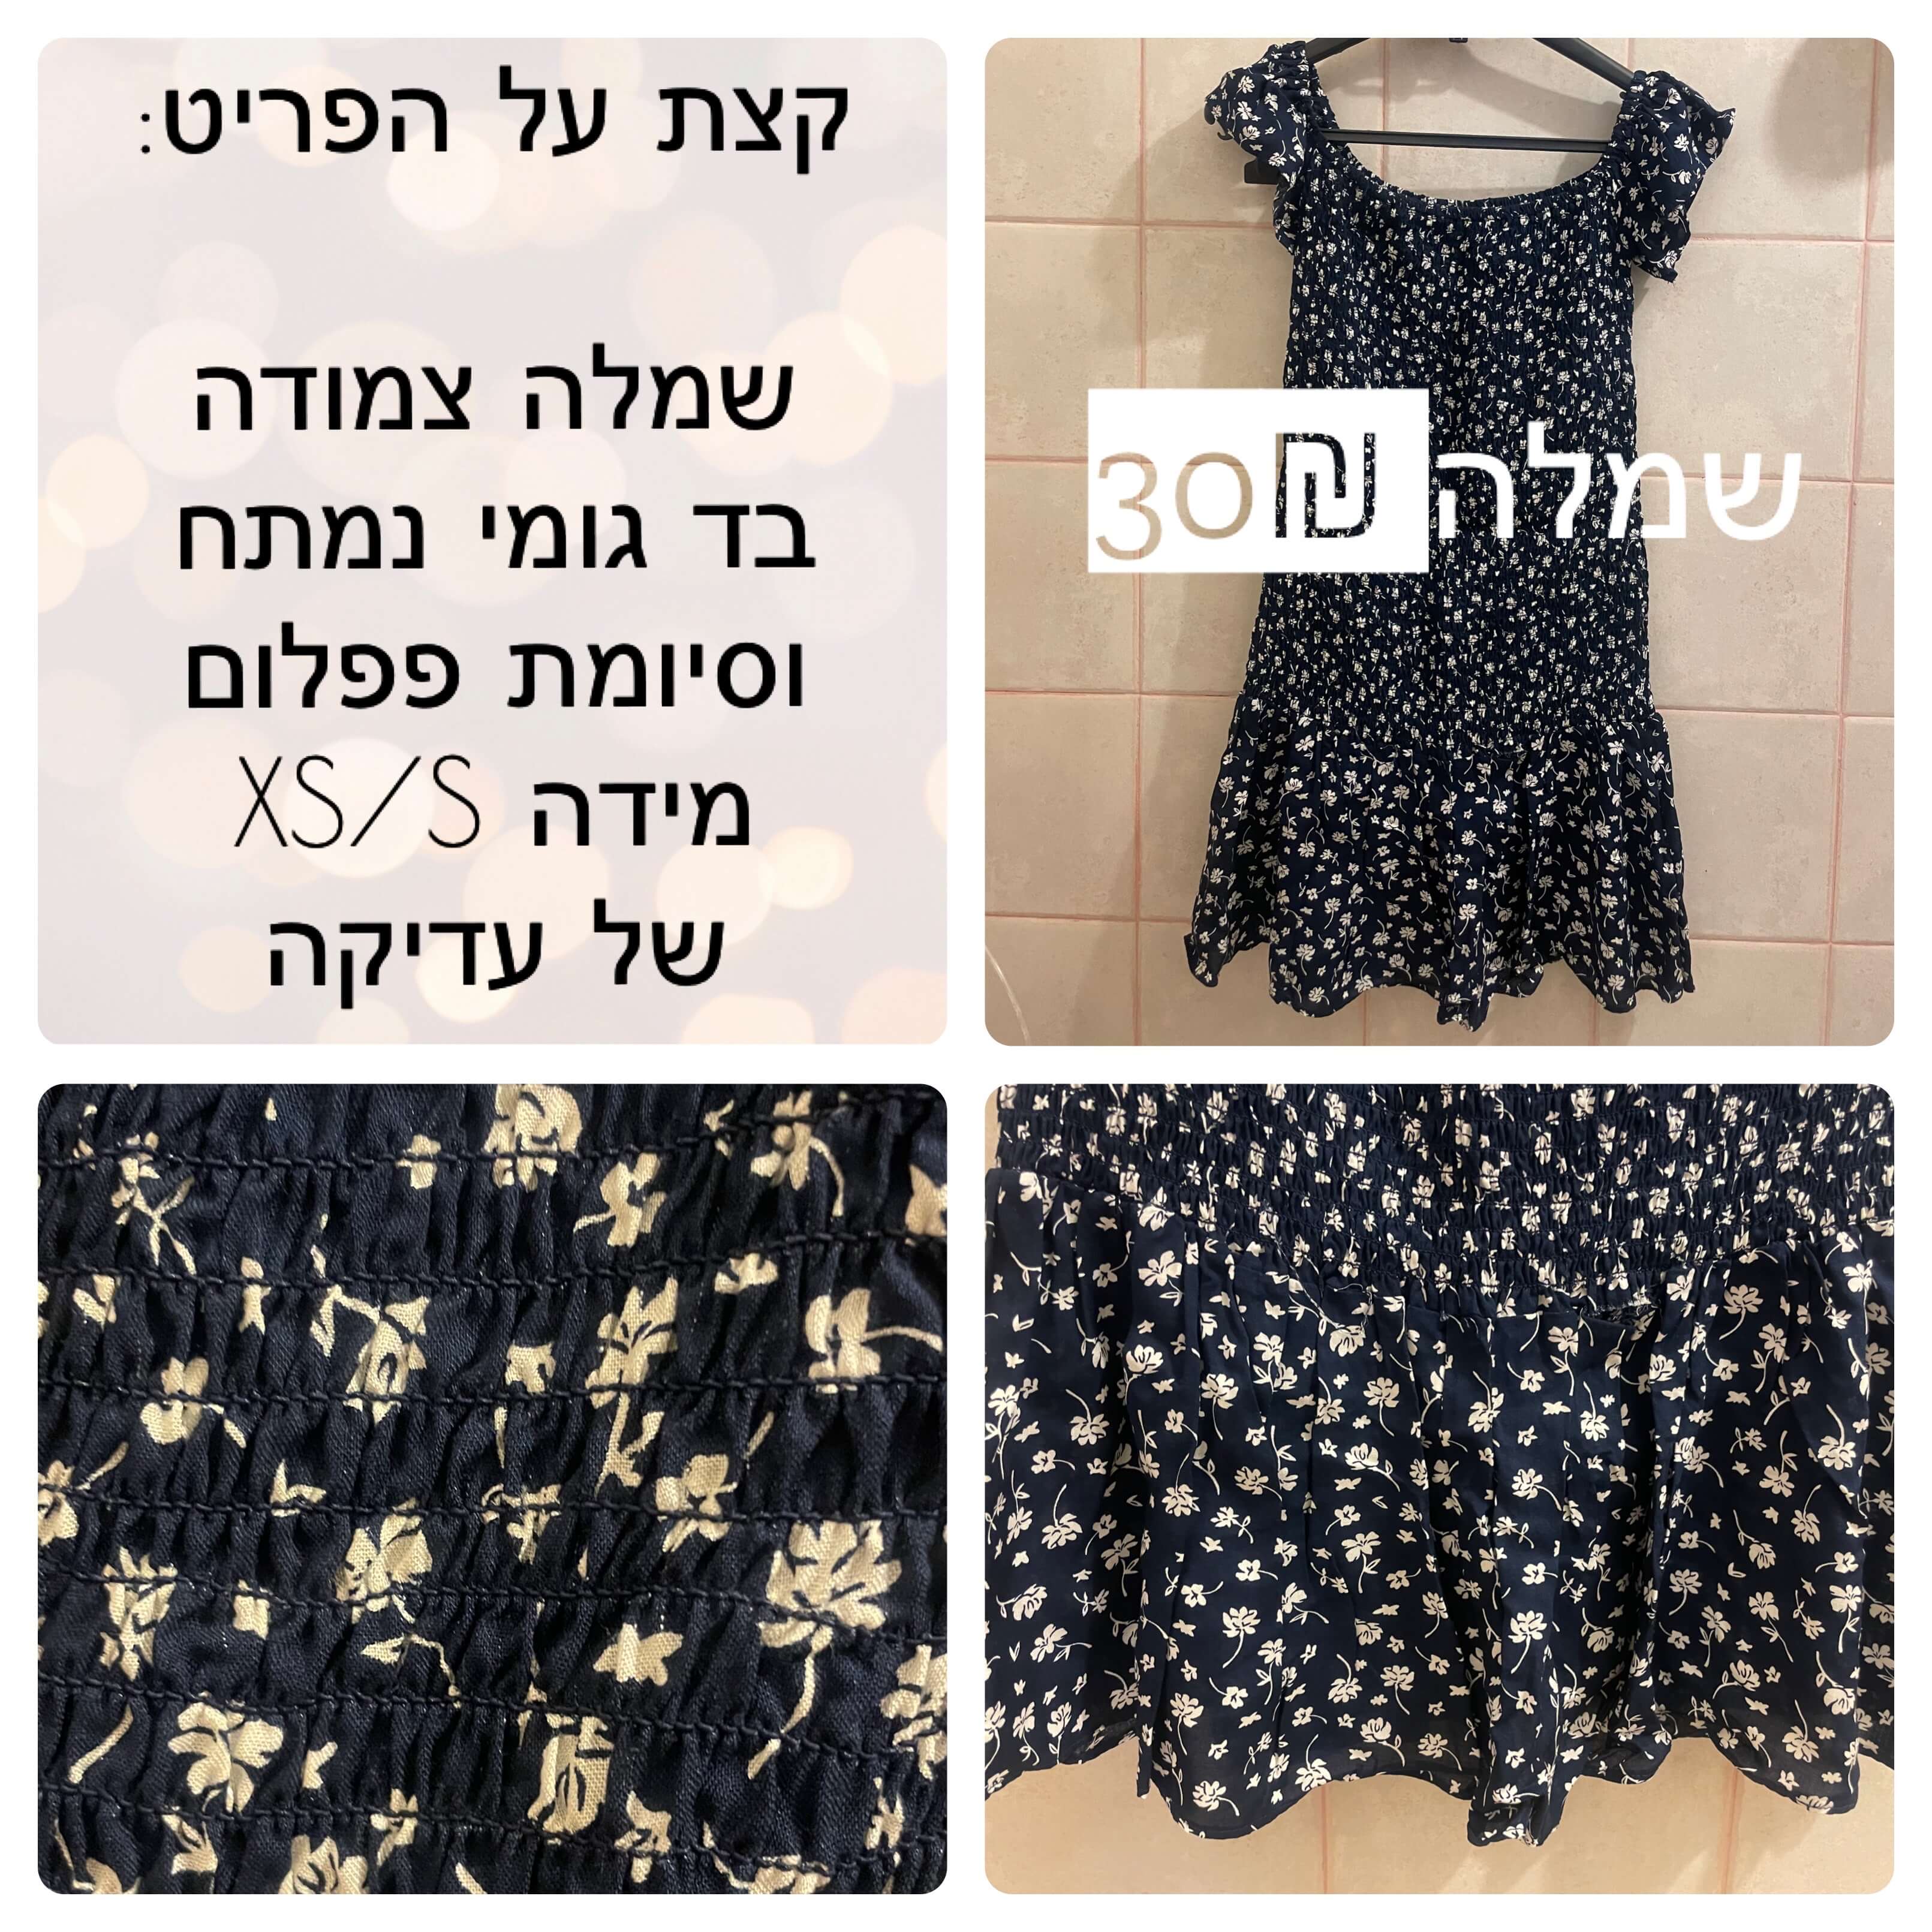 קצת על הפריט:
שמלה צמודה
בד גומי נמתח
וסיומת פפלום
מידה XS/S
של עדיקה
שמלה ₪30